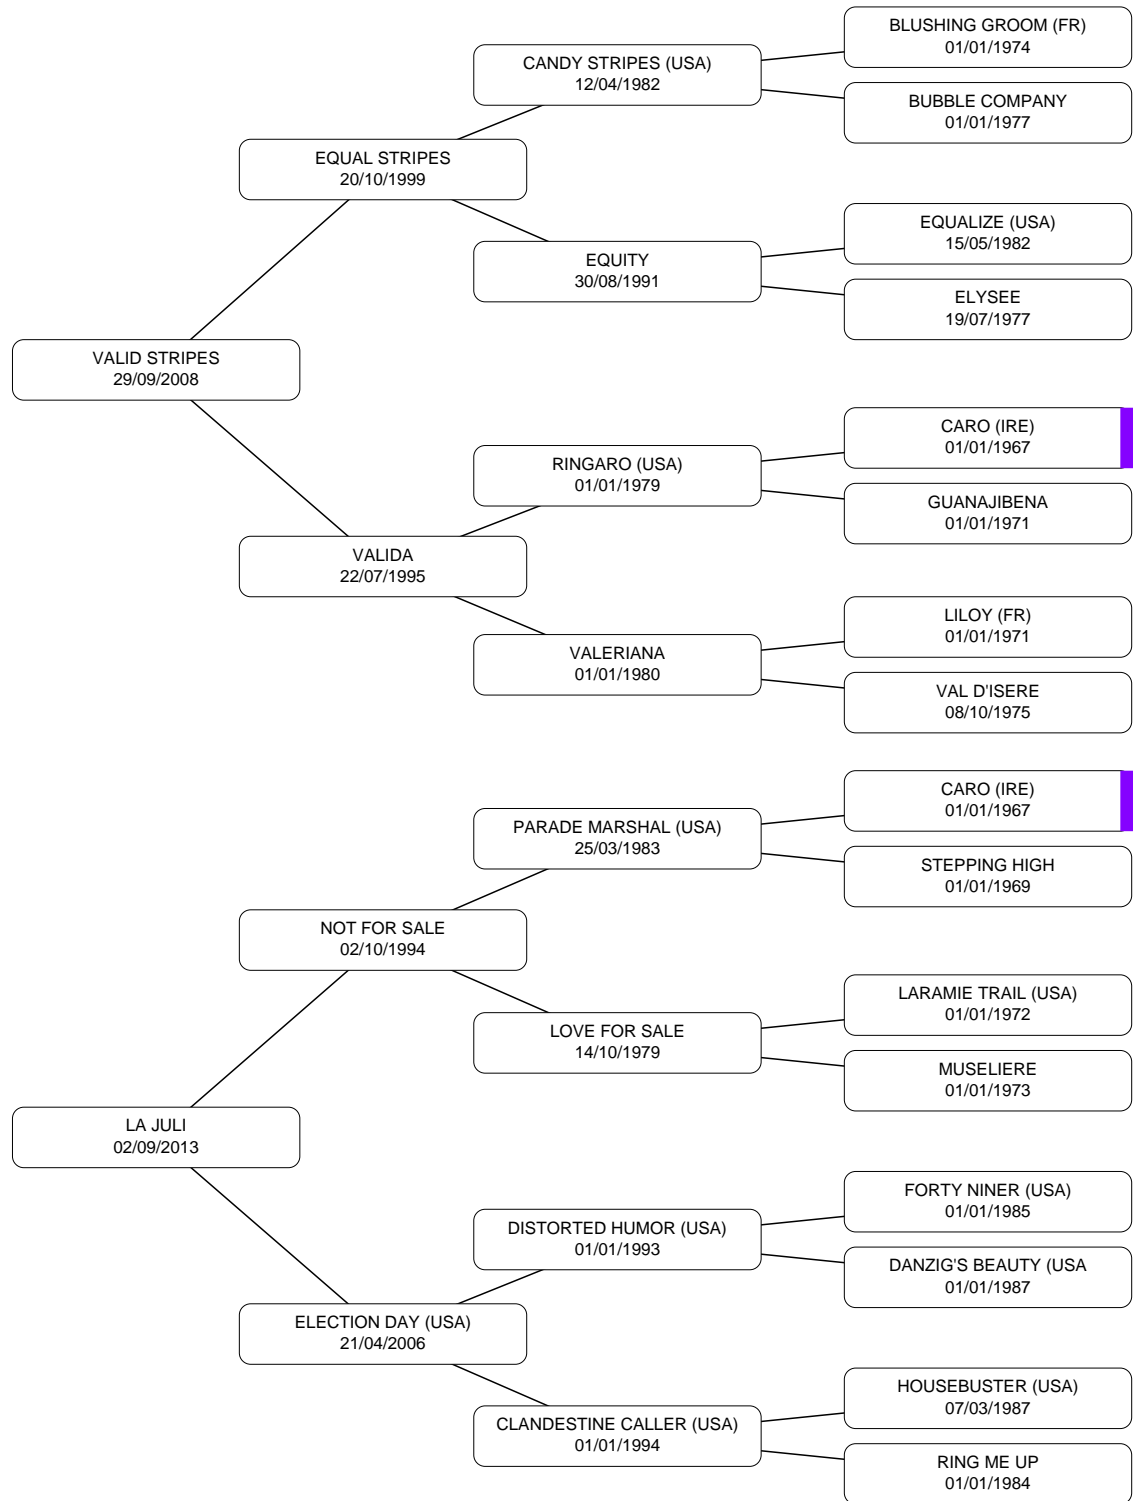 BLUSHING GROOM (FR)
01/01/1974
CANDY STRIPES (USA)
12/04/1982
BUBBLE COMPANY
01/01/1977
EQUAL STRIPES
20/10/1999
EQUALIZE (USA)
15/05/1982
EQUITY
30/08/1991
ELYSEE
19/07/1977
VALID STRIPES
29/09/2008
CARO (IRE)
01/01/1967
RINGARO (USA)
01/01/1979
GUANAJIBENA
01/01/1971
VALIDA
22/07/1995
LILOY (FR)
01/01/1971
VALERIANA
01/01/1980
VAL D'ISERE
08/10/1975
CARO (IRE)
01/01/1967
PARADE MARSHAL (USA)
25/03/1983
STEPPING HIGH
01/01/1969
NOT FOR SALE
02/10/1994
LARAMIE TRAIL (USA)
01/01/1972
LOVE FOR SALE
14/10/1979
MUSELIERE
01/01/1973
LA JULI
02/09/2013
FORTY NINER (USA)
01/01/1985
DISTORTED HUMOR (USA)
01/01/1993
DANZIG'S BEAUTY (USA
01/01/1987
ELECTION DAY (USA)
21/04/2006
HOUSEBUSTER (USA)
07/03/1987
CLANDESTINE CALLER (USA)
01/01/1994
RING ME UP
01/01/1984